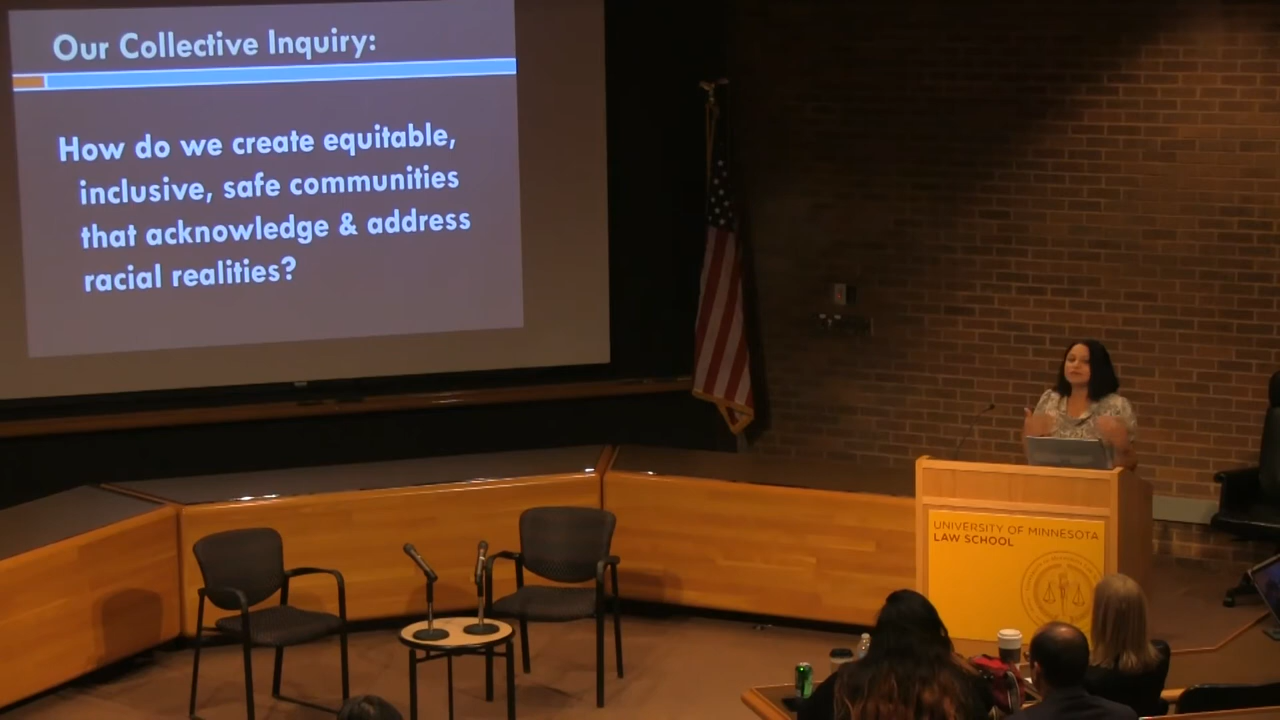 Our Collective Inquiry:
How do we create equitable,
inclusive, safe communities
that acknowledge & address
racial realities?
UNIVERSITY OF MINNESOTA
LAW SCHOOL